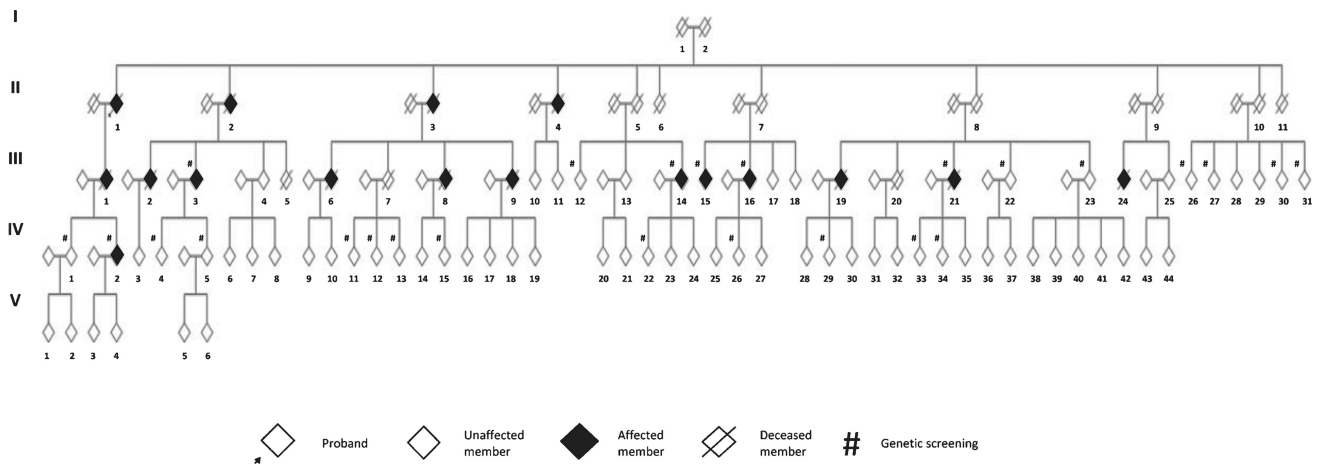 I
1 2
II
1 2 3 4 5 6 7 8 9 10 11
III
# # # # # # # # # # # # # #
1 2 3 4 5 6 7 8 9 10 11 12 13 14 15 16 17 18 19 20 21 22 23 24 25 26 27 28 29 30 31
IV
# # # # # # # # # # # # #
1 2 3 4 5 6 7 8 9 10 11 12 13 14 15 16 17 18 19 20 21 22 23 24 25 26 27 28 29 30 31 32 33 34 35 36 37 38 39 40 41 42 43 44
V
1 2 3 4 5 6
Proband
Unaffected
member
Affected
member
Deceased
member
# Genetic screening